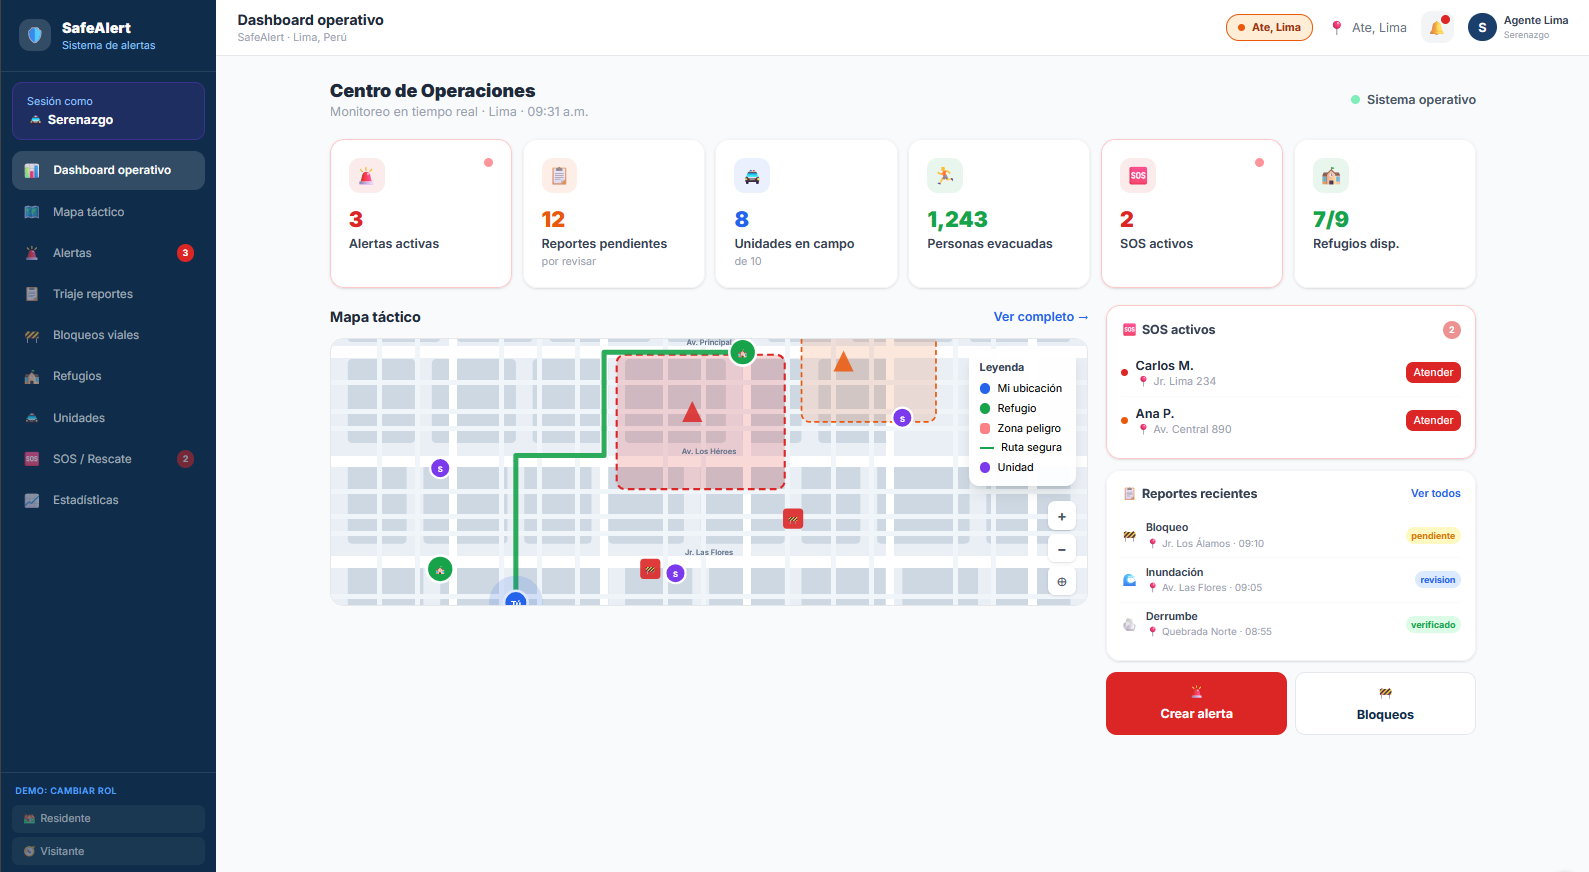 SafeAlert
Sistema de alertas
Sesión como
Serenazgo
Dashboard operativo
Mapa táctico
Alertas
3
Triaje reportes
Bloqueos viales
Refugios
Unidades
SOS / Rescate
2
Estadísticas
DEMO: CAMBIAR ROL
Residente
Visitante
Dashboard operativo
SafeAlert · Lima, Perú
Ate, Lima
Ate, Lima
S
Agente Lima
Serenazgo
Centro de Operaciones
Monitoreo en tiempo real · Lima · 09:31 a.m.
Sistema operativo
3
Alertas activas
12
Reportes pendientes
por revisar
8
Unidades en campo
de 10
1,243
Personas evacuadas
SOS
2
SOS activos
7/9
Refugios disp.
Mapa táctico
Ver completo →
Av. Principal
Av. Los Héroes
Jr. Las Flores
S
S
S
Tú
Leyenda
Mi ubicación
Refugio
Zona peligro
Ruta segura
Unidad
+
−
SOS activos
2
Carlos M.
Jr. Lima 234
Atender
Ana P.
Av. Central 890
Atender
Reportes recientes
Ver todos
Bloqueo
Jr. Los Álamos · 09:10
pendiente
Inundación
Av. Las Flores · 09:05
revision
Derrumbe
Quebrada Norte · 08:55
verificado
Crear alerta
Bloqueos